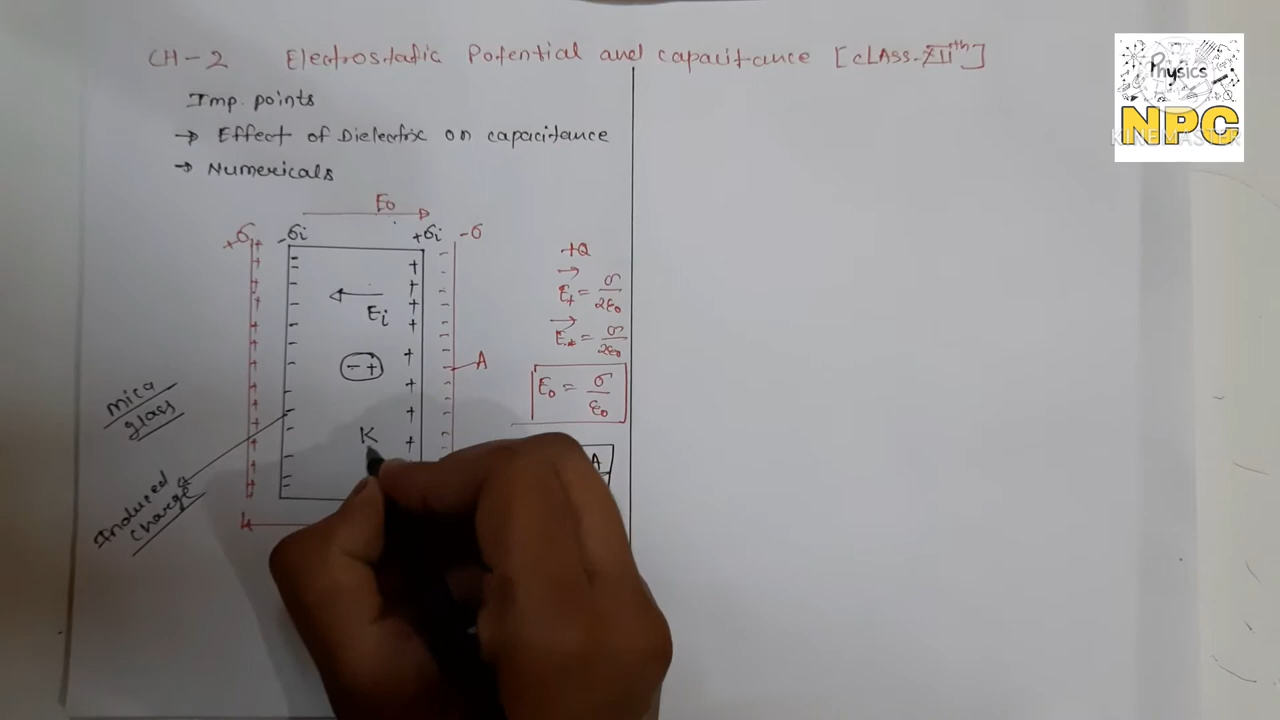 CH-2 Electrostatic Potential and capacitance [CLASS-XIIth]
Imp. points
→ Effect of Dielectric on capacitance
→ Numericals
E₀
+σ -σi +σi -σ
Ei
- +
K
A
mica
glass
Induced
charge
+Q
E₊ = σ/2ε₀
= σ/2ε₀
E₀ = σ/ε₀
A
Physics
NPC
KINEMASTER